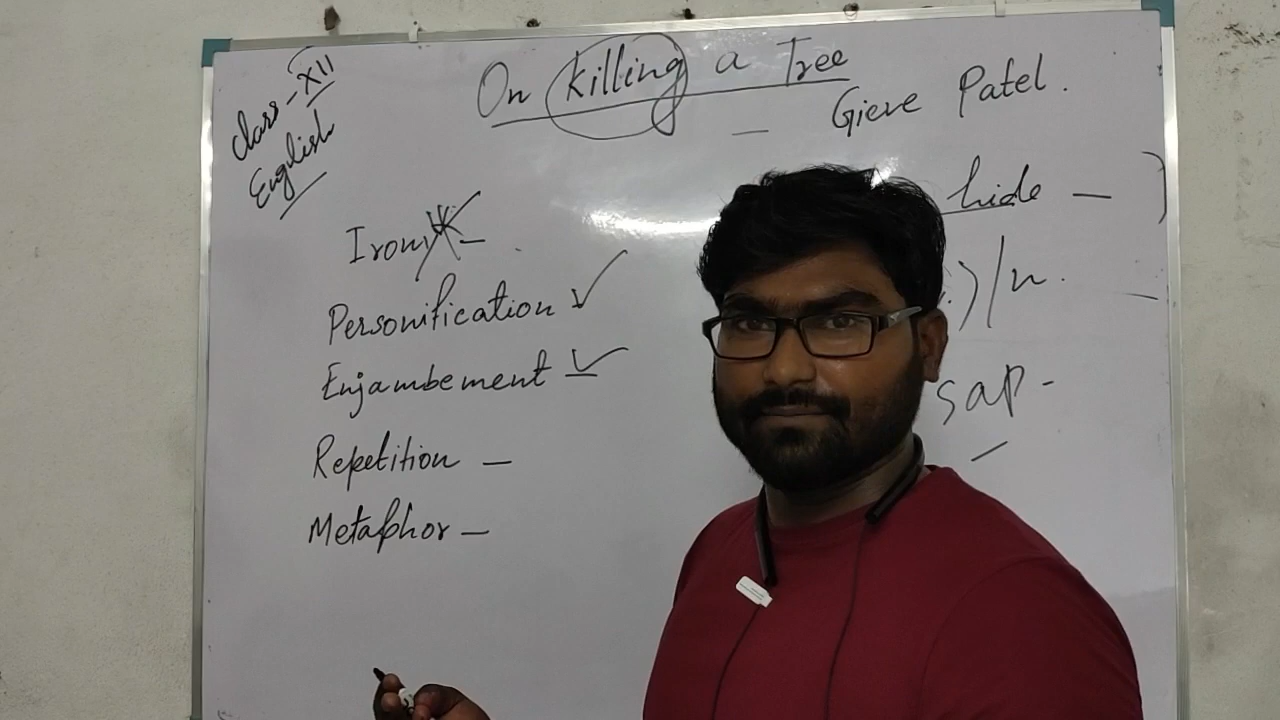 On killing a Tree
Class - XII
English
- Gieve Patel.
hide -
Irony -
Personification
Enjambement
sap -
Repetition -
Metaphor -